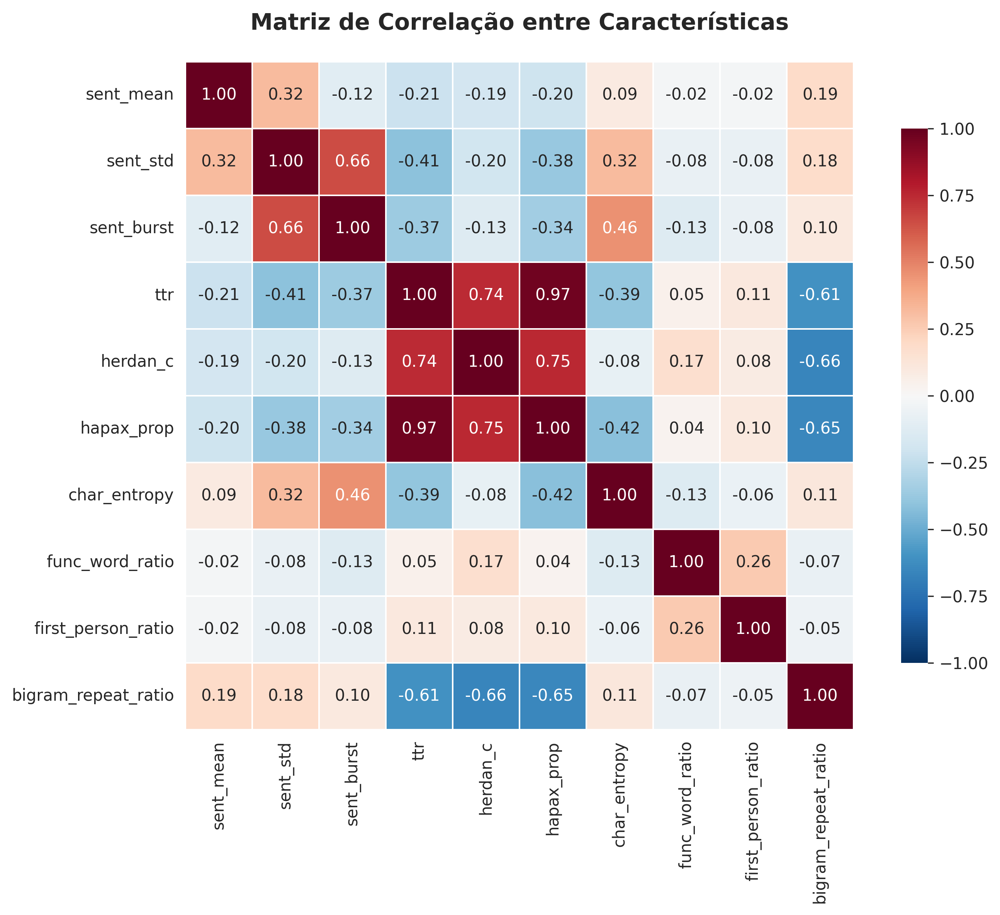 Matriz de Correlação entre Características
sent_mean 1.00 0.32 -0.12 -0.21 -0.19 -0.20 0.09 -0.02 -0.02 0.19
sent_std 0.32 1.00 0.66 -0.41 -0.20 -0.38 0.32 -0.08 -0.08 0.18
sent_burst -0.12 0.66 1.00 -0.37 -0.13 -0.34 0.46 -0.13 -0.08 0.10
ttr -0.21 -0.41 -0.37 1.00 0.74 0.97 -0.39 0.05 0.11 -0.61
herdan_c -0.19 -0.20 -0.13 0.74 1.00 0.75 -0.08 0.17 0.08 -0.66
hapax_prop -0.20 -0.38 -0.34 0.97 0.75 1.00 -0.42 0.04 0.10 -0.65
char_entropy 0.09 0.32 0.46 -0.39 -0.08 -0.42 1.00 -0.13 -0.06 0.11
func_word_ratio -0.02 -0.08 -0.13 0.05 0.17 0.04 -0.13 1.00 0.26 -0.07
first_person_ratio -0.02 -0.08 -0.08 0.11 0.08 0.10 -0.06 0.26 1.00 -0.05
bigram_repeat_ratio 0.19 0.18 0.10 -0.61 -0.66 -0.65 0.11 -0.07 -0.05 1.00
sent_mean
sent_std
sent_burst
ttr
herdan_c
hapax_prop
char_entropy
func_word_ratio
first_person_ratio
bigram_repeat_ratio
1.00
0.75
0.50
0.25
0.00
−0.25
−0.50
−0.75
−1.00